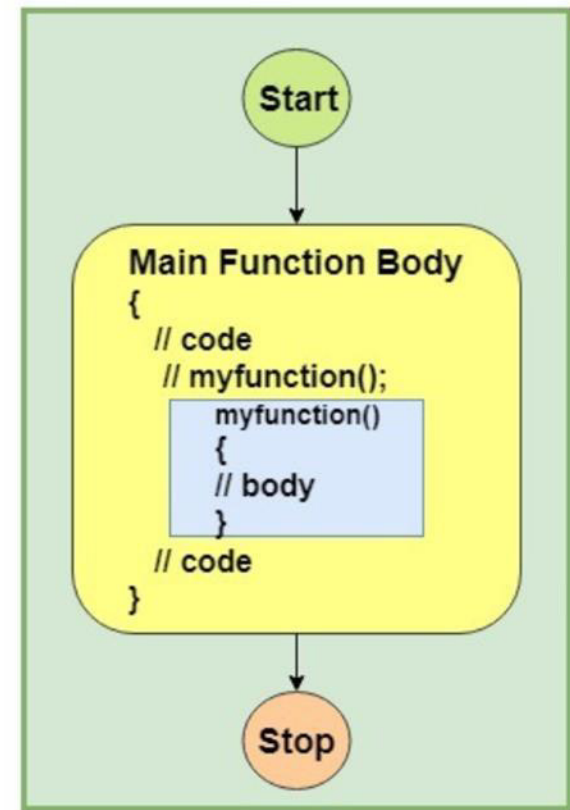 Start
Main Function Body
{
// code
// myfunction();
myfunction()
{
// body
}
// code
}
Stop